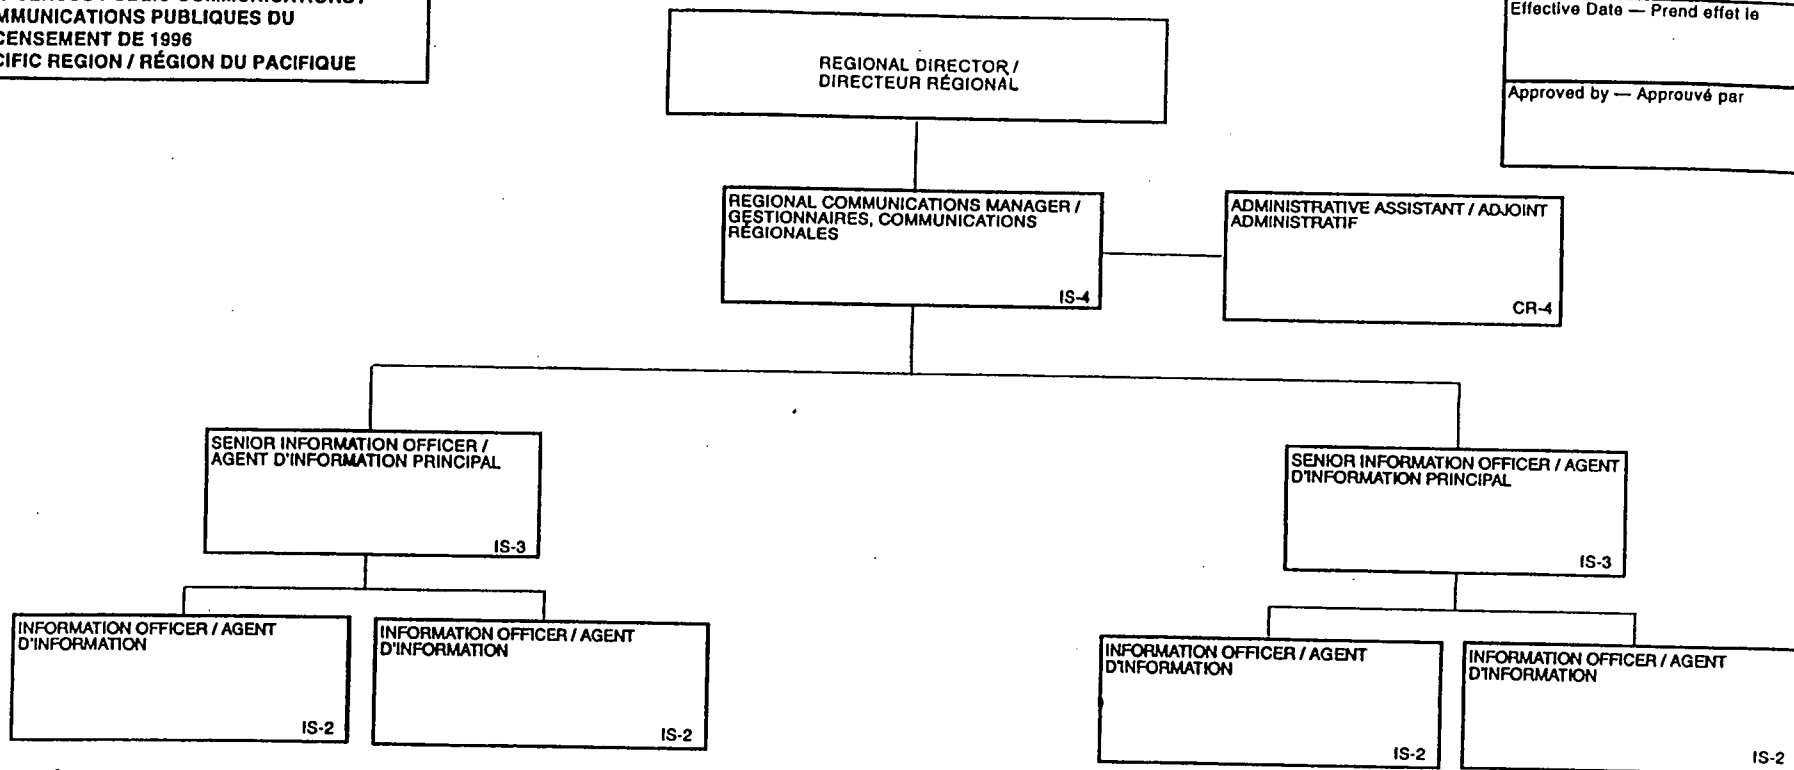 MMUNICATIONS PUBLIQUES DU
CENSEMENT DE 1996
CIFIC REGION / RÉGION DU PACIFIQUE
Effective Date — Prend effet le
Approved by — Approuvé par
REGIONAL DIRECTOR /
DIRECTEUR RÉGIONAL
REGIONAL COMMUNICATIONS MANAGER /
GESTIONNAIRES, COMMUNICATIONS
RÉGIONALES
IS-4
ADMINISTRATIVE ASSISTANT / ADJOINT
ADMINISTRATIF
CR-4
SENIOR INFORMATION OFFICER /
AGENT D'INFORMATION PRINCIPAL
IS-3
SENIOR INFORMATION OFFICER / AGENT
D'INFORMATION PRINCIPAL
IS-3
INFORMATION OFFICER / AGENT
D'INFORMATION
IS-2
INFORMATION OFFICER / AGENT
D'INFORMATION
IS-2
INFORMATION OFFICER / AGENT
D'INFORMATION
IS-2
INFORMATION OFFICER / AGENT
D'INFORMATION
IS-2